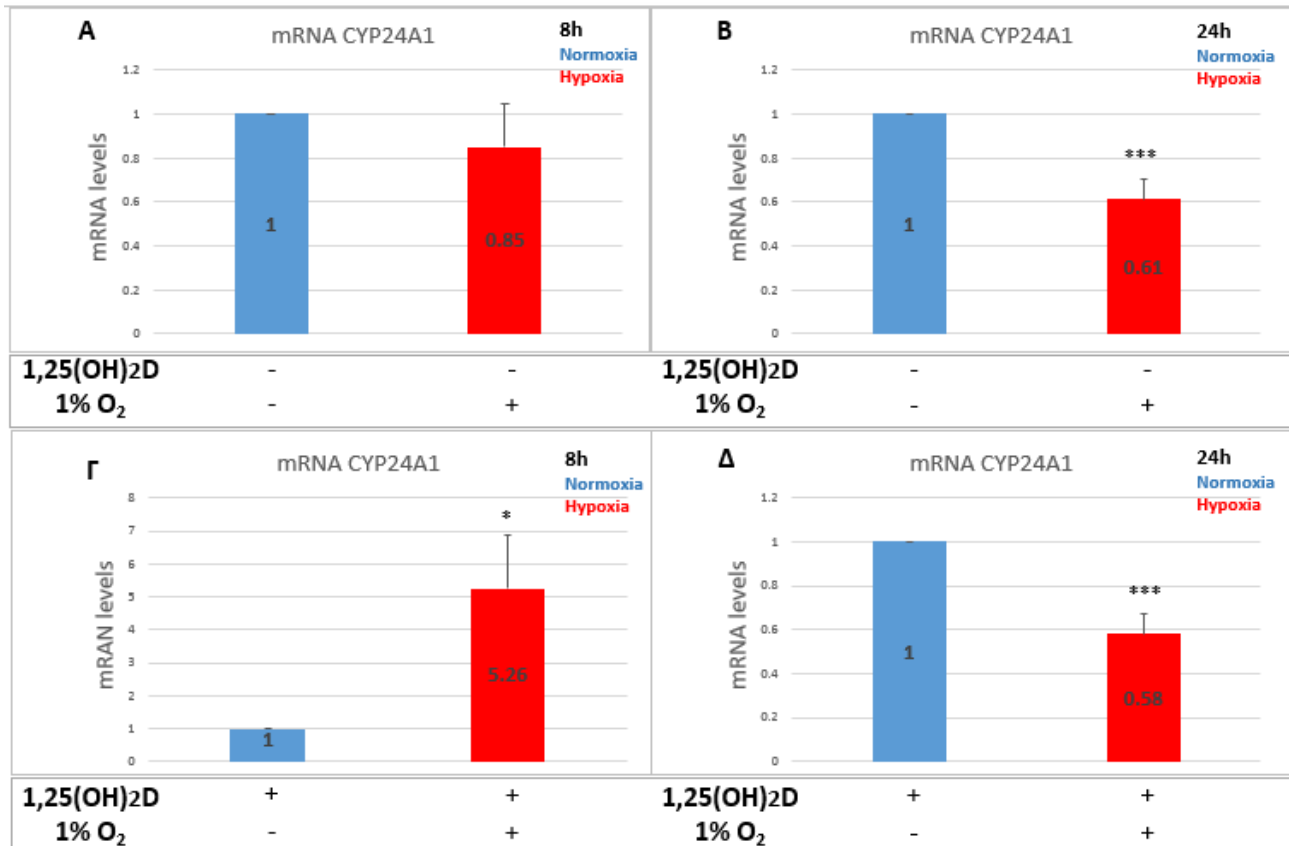 A
mRNA CYP24A1
8h
Normoxia
Hypoxia
mRNA levels
1.2
1
0.8
0.6
0.4
0.2
0
1
0.85
1,25(OH)2D - -
1% O₂ - +
B
mRNA CYP24A1
24h
Normoxia
Hypoxia
mRNA levels
1.2
1
0.8
0.6
0.4
0.2
0
1
***
0.61
1,25(OH)2D - -
1% O₂ - +
Γ
mRNA CYP24A1
8h
Normoxia
Hypoxia
mRAN levels
8
7
6
5
4
3
2
1
0
1
*
5.26
1,25(OH)2D + +
1% O₂ - +
Δ
mRNA CYP24A1
24h
Normoxia
Hypoxia
mRNA levels
1.2
1
0.8
0.6
0.4
0.2
0
1
***
0.58
1,25(OH)2D + +
1% O₂ - +